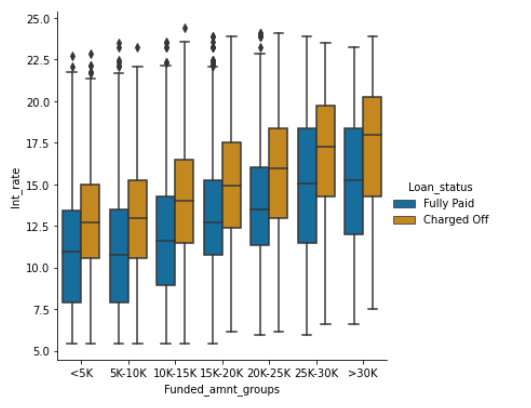 25.0
22.5
20.0
17.5
15.0
12.5
10.0
7.5
5.0
Int_rate
<5K 5K-10K 10K-15K 15K-20K 20K-25K 25K-30K >30K
Funded_amnt_groups
Loan_status
Fully Paid
Charged Off